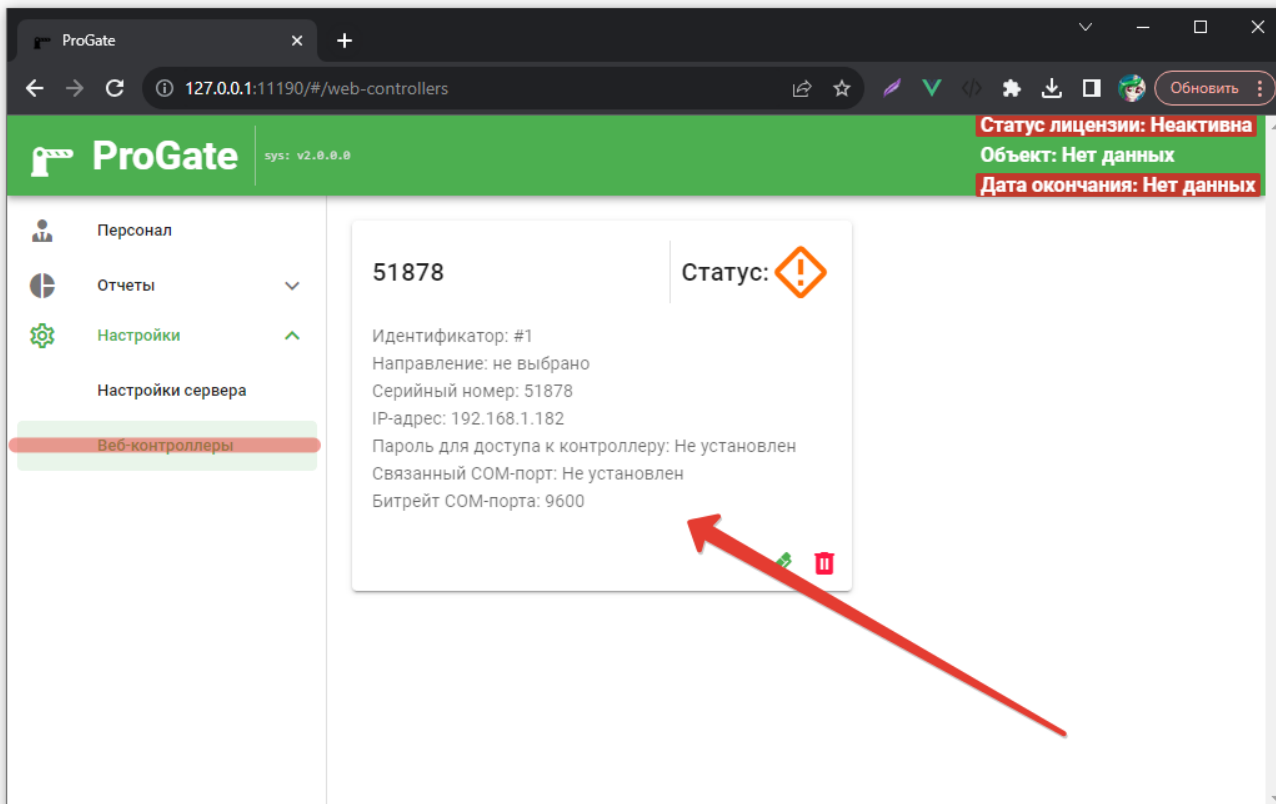 ProGate
127.0.0.1:11190/#/web-controllers
Обновить
ProGate
sys: v2.0.0.0
Статус лицензии: Неактивна
Объект: Нет данных
Дата окончания: Нет данных
Персонал
Отчеты
Настройки
Настройки сервера
Веб-контроллеры
51878
Статус:
Идентификатор: #1
Направление: не выбрано
Серийный номер: 51878
IP-адрес: 192.168.1.182
Пароль для доступа к контроллеру: Не установлен
Связанный COM-порт: Не установлен
Битрейт COM-порта: 9600